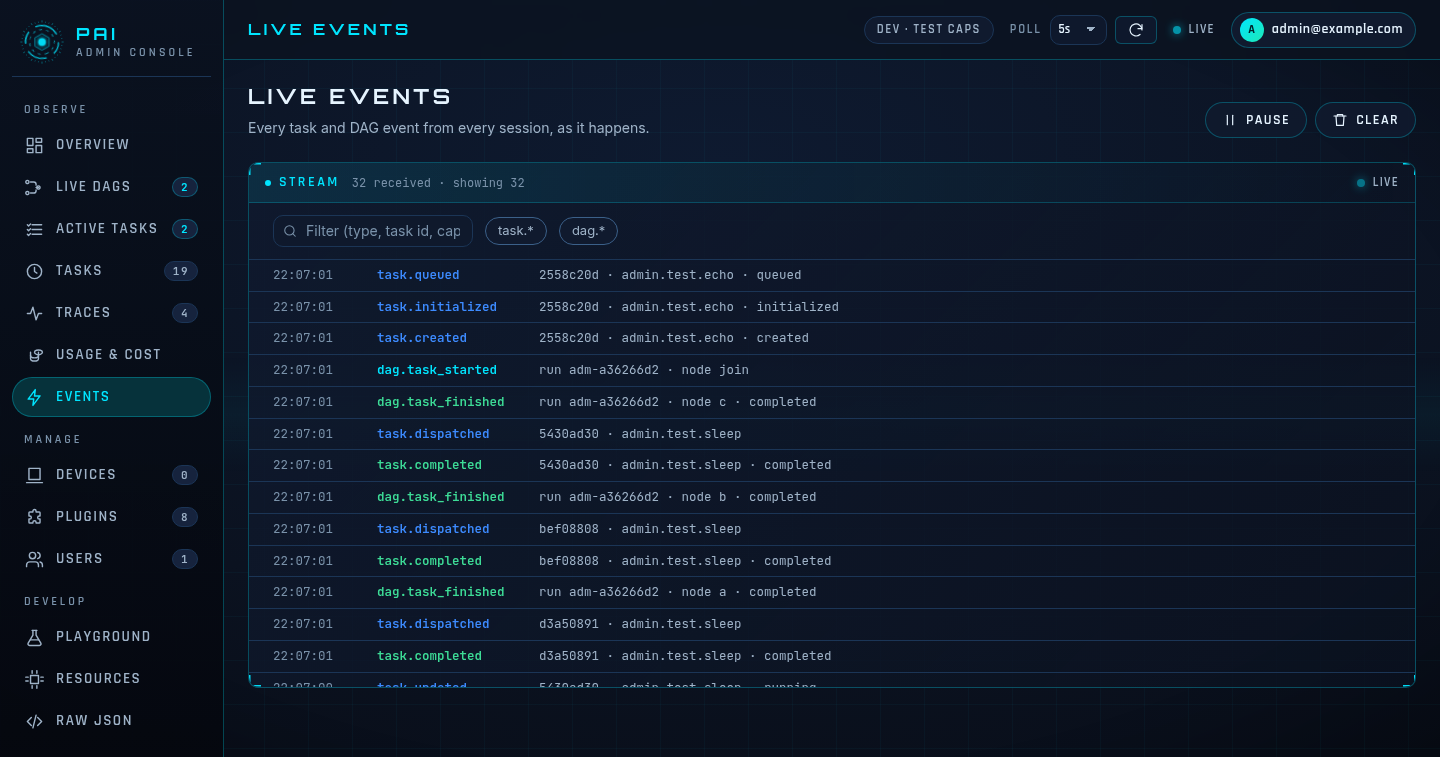 PAI
ADMIN CONSOLE
OBSERVE
OVERVIEW
LIVE DAGS 2
ACTIVE TASKS 2
TASKS 19
TRACES 4
USAGE & COST
EVENTS
MANAGE
DEVICES 0
PLUGINS 8
USERS 1
DEVELOP
PLAYGROUND
RESOURCES
RAW JSON
LIVE EVENTS
DEV · TEST CAPS
POLL 5s
LIVE
A admin@example.com
LIVE EVENTS
Every task and DAG event from every session, as it happens.
PAUSE
CLEAR
STREAM 32 received · showing 32
LIVE
Filter (type, task id, cap
task.*
dag.*
22:07:01 task.queued 2558c20d · admin.test.echo · queued
22:07:01 task.initialized 2558c20d · admin.test.echo · initialized
22:07:01 task.created 2558c20d · admin.test.echo · created
22:07:01 dag.task_started run adm-a36266d2 · node join
22:07:01 dag.task_finished run adm-a36266d2 · node c · completed
22:07:01 task.dispatched 5430ad30 · admin.test.sleep
22:07:01 task.completed 5430ad30 · admin.test.sleep · completed
22:07:01 dag.task_finished run adm-a36266d2 · node b · completed
22:07:01 task.dispatched bef08808 · admin.test.sleep
22:07:01 task.completed bef08808 · admin.test.sleep · completed
22:07:01 dag.task_finished run adm-a36266d2 · node a · completed
22:07:01 task.dispatched d3a50891 · admin.test.sleep
22:07:01 task.completed d3a50891 · admin.test.sleep · completed